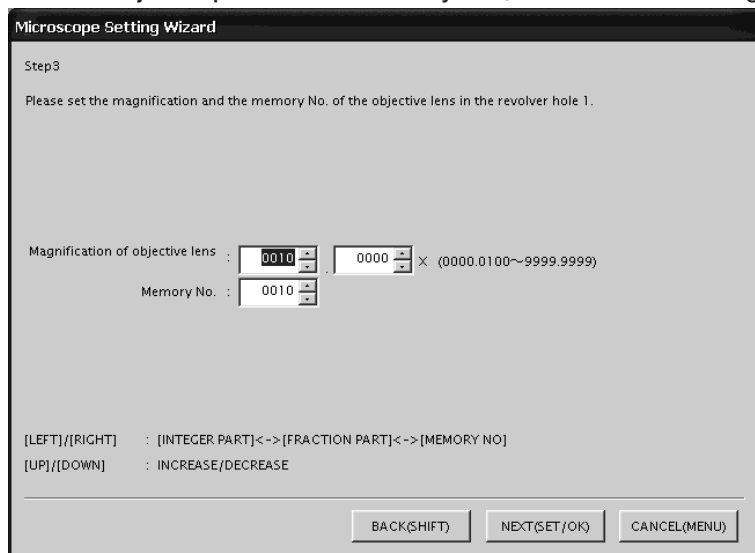 Microscope Setting Wizard
Step3
Please set the magnification and the memory No. of the objective lens in the revolver hole 1.
Magnification of objective lens : 0010 . 0000 × (0000.0100～9999.9999)
Memory No. : 0010
[LEFT]/[RIGHT] : [INTEGER PART]<->[FRACTION PART]<->[MEMORY NO]
[UP]/[DOWN] : INCREASE/DECREASE
BACK(SHIFT) NEXT(SET/OK) CANCEL(MENU)